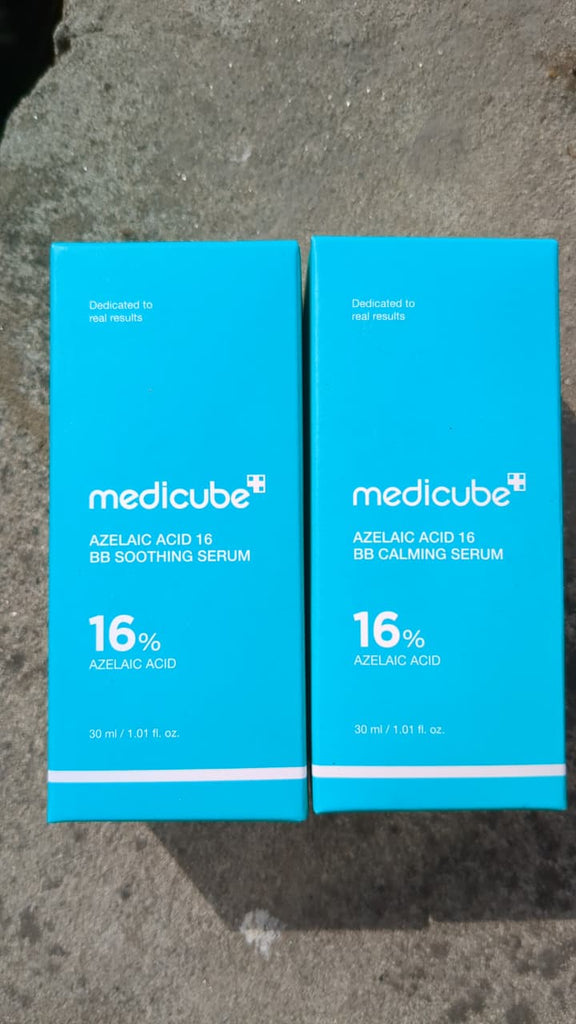 Dedicated to
real results
medicube
AZELAIC ACID 16
BB SOOTHING SERUM
16%
AZELAIC ACID
30 ml / 1.01 fl. oz.
Dedicated to
real results
medicube
AZELAIC ACID 16
BB CALMING SERUM
16%
AZELAIC ACID
30 ml / 1.01 fl. oz.